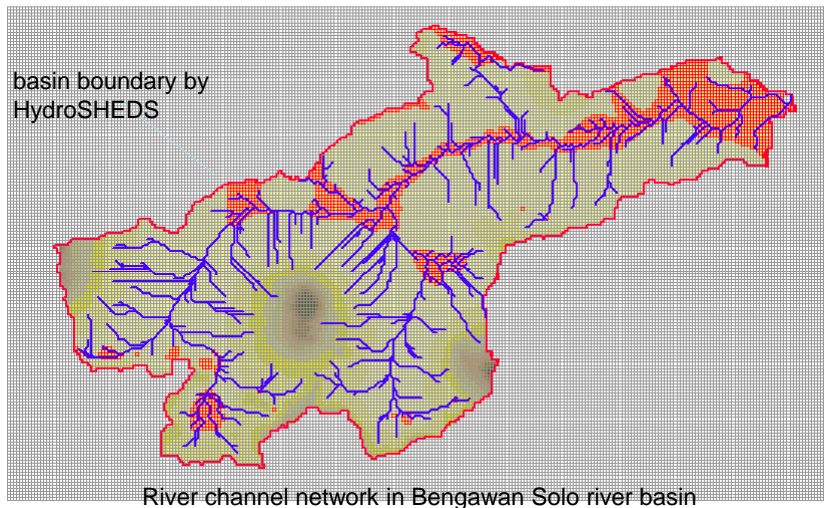 basin boundary by
HydroSHEDS
River channel network in Bengawan Solo river basin